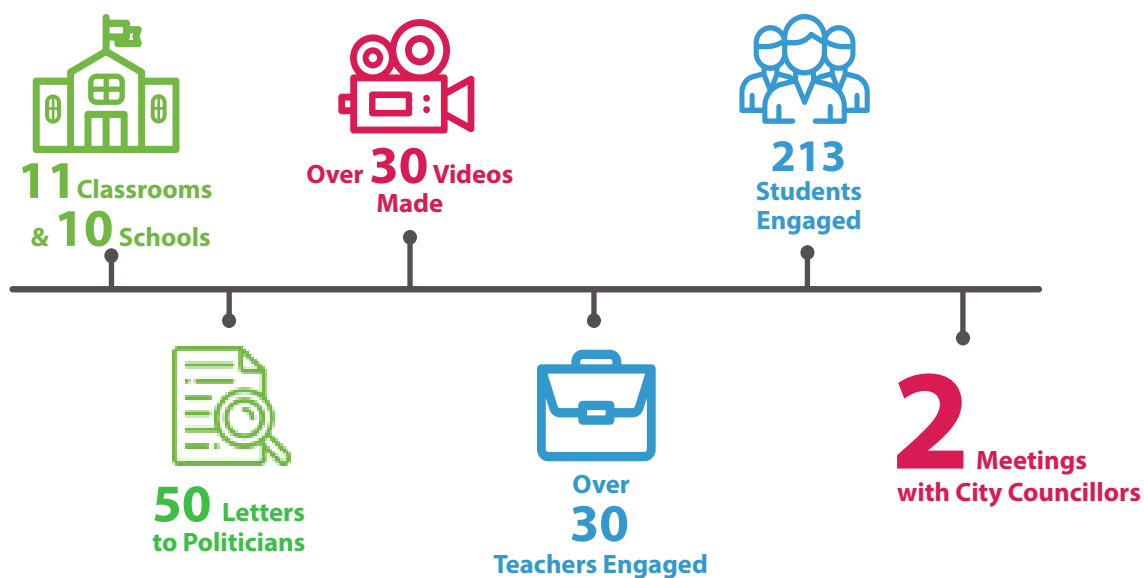 11 Classrooms
& 10 Schools
Over 30 Videos
Made
213
Students
Engaged
50 Letters
to Politicians
Over
30
Teachers Engaged
2 Meetings
with City Councillors